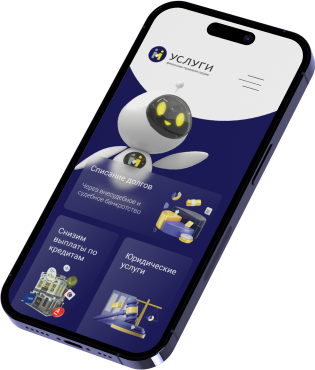 УСЛУГИ
Списание долгов
Через внесудебное и
судебное банкротство
Снизим
выплаты по
кредитам
Юридические
услуги